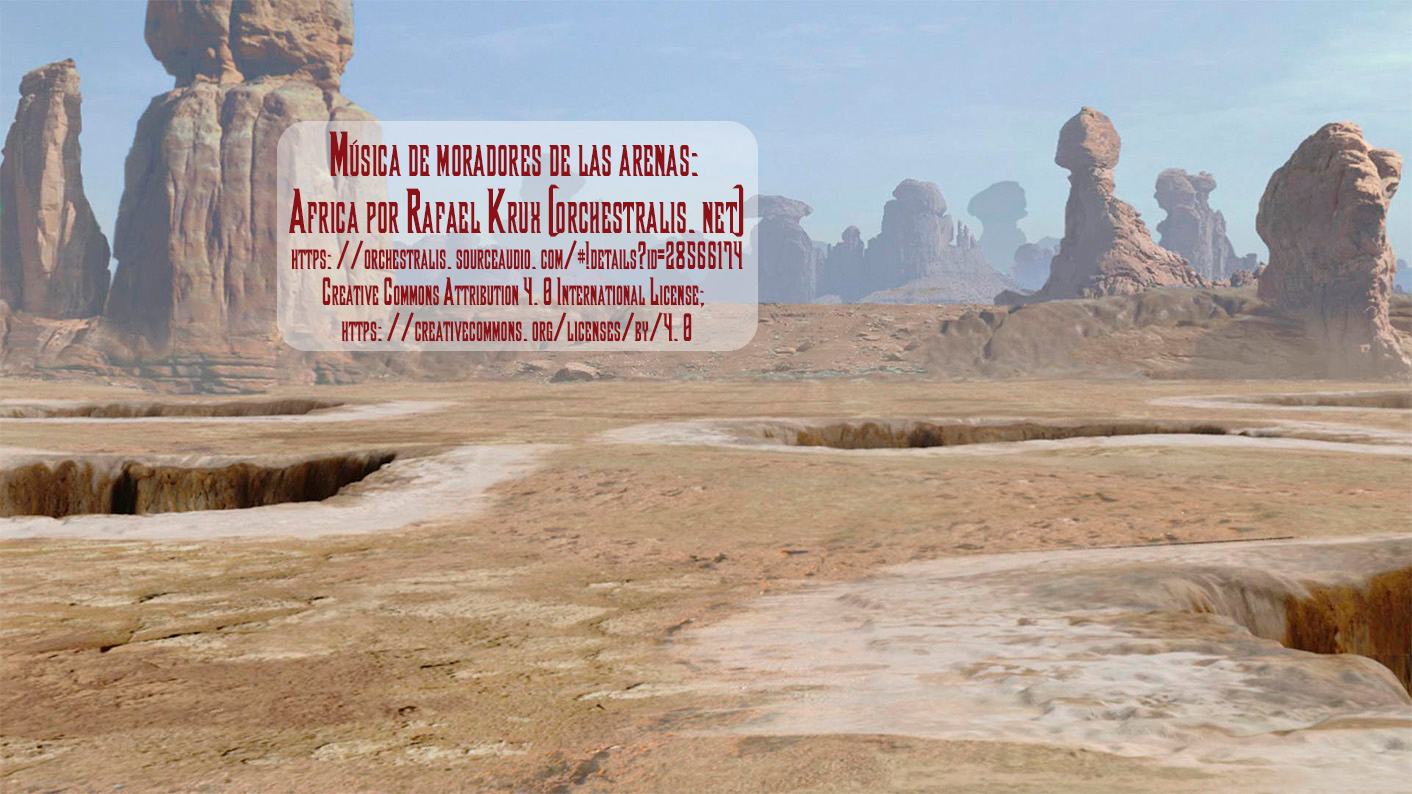 Música de moradores de las arenas:
Africa por Rafael Krux (orchestralis.net)
https://orchestralis.sourceaudio.com/#!details?id=28566174
Creative Commons Attribution 4.0 International License;
https://creativecommons.org/licenses/by/4.0